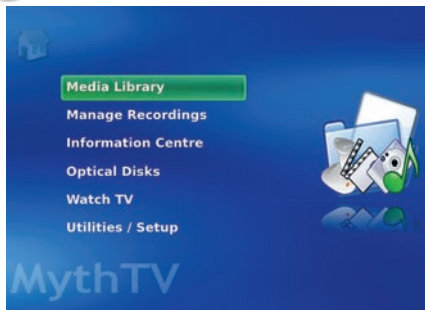 Media Library
Manage Recordings
Information Centre
Optical Disks
Watch TV
Utilities / Setup
MythTV